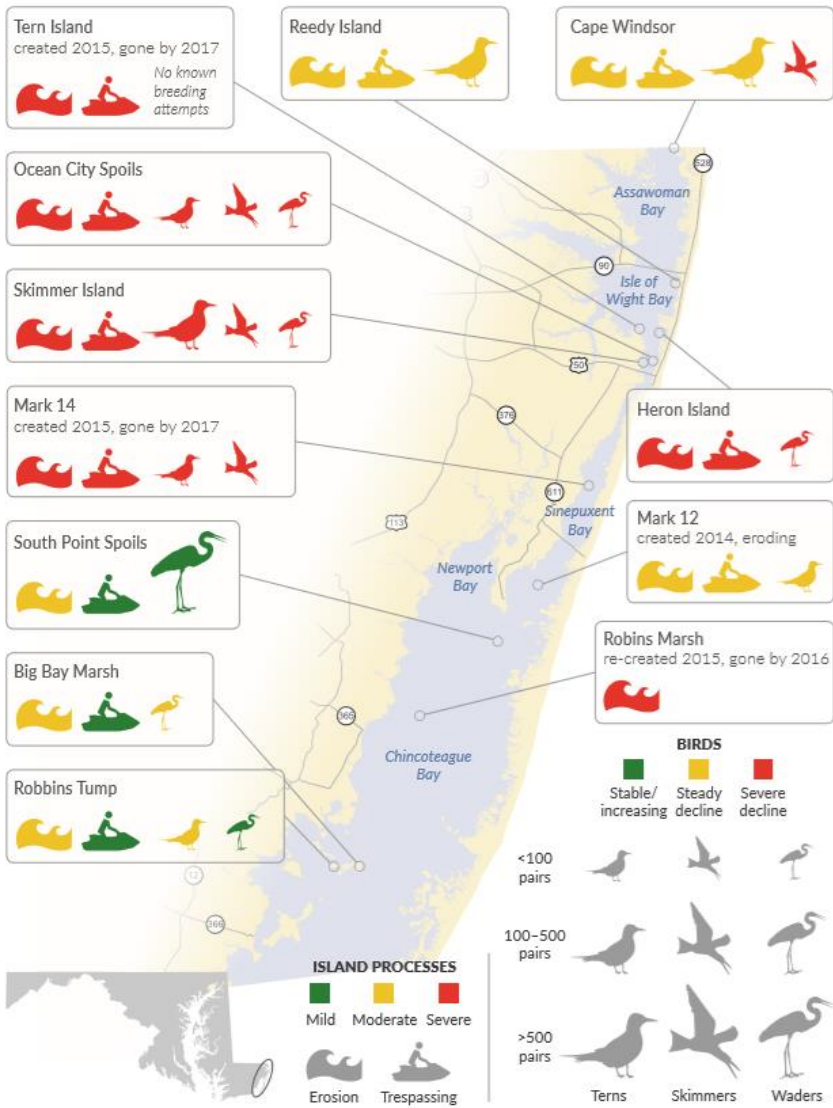 Tern Island
created 2015, gone by 2017
No known
breeding
attempts
Reedy Island
Cape Windsor
Ocean City Spoils
Skimmer Island
Mark 14
created 2015, gone by 2017
South Point Spoils
Big Bay Marsh
Robbins Tump
528
Assawoman
Bay
90
Isle of
Wight Bay
50
Heron Island
376
611
Sinepuxent
Bay
113
Mark 12
created 2014, eroding
Newport
Bay
Robins Marsh
re-created 2015, gone by 2016
365
Chincoteague
Bay
12
366
BIRDS
Stable/
increasing
Steady
decline
Severe
decline
<100
pairs
100–500
pairs
>500
pairs
Terns
Skimmers
Waders
ISLAND PROCESSES
Mild
Moderate
Severe
Erosion
Trespassing